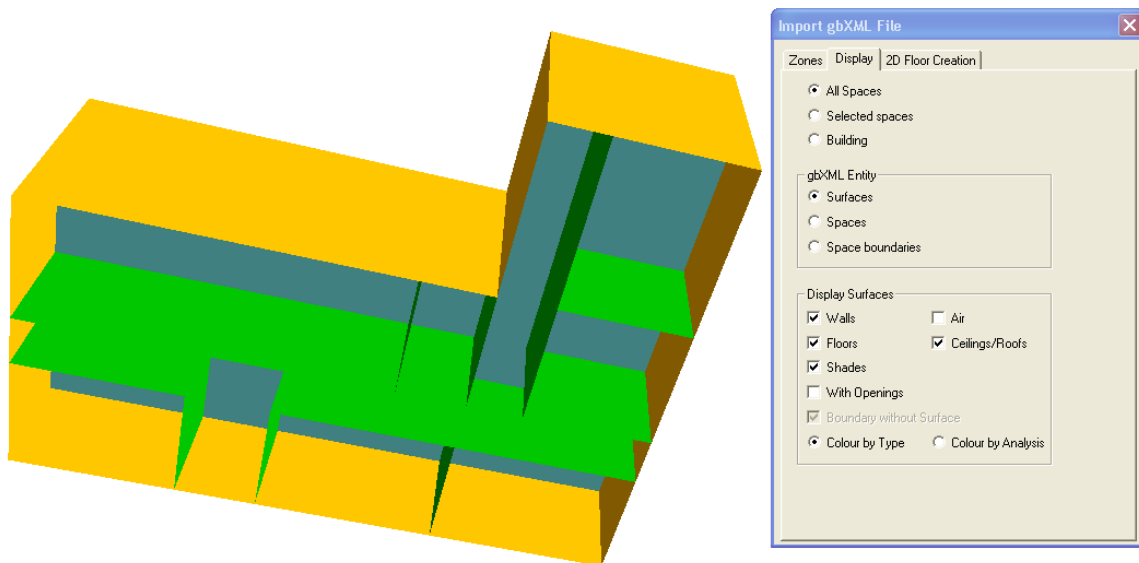 Import gbXML File
Zones Display 2D Floor Creation
All Spaces
Selected spaces
Building
gbXML Entity
Surfaces
Spaces
Space boundaries
Display Surfaces
Walls Air
Floors Ceilings/Roofs
Shades
With Openings
Boundary without Surface
Colour by Type Colour by Analysis